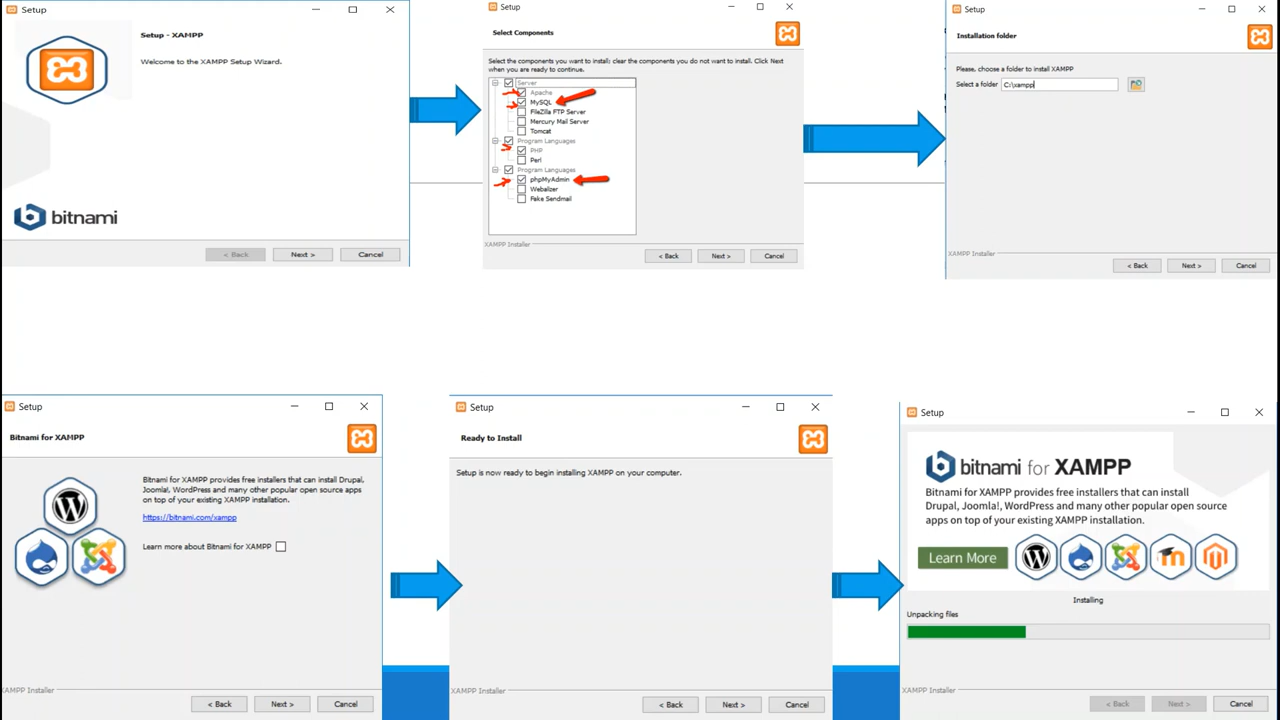 Setup
Setup - XAMPP
Welcome to the XAMPP Setup Wizard.
bitnami
< Back
Next >
Cancel
Setup
Select Components
Select the components you want to install; clear the components you do not want to install. Click Next
when you are ready to continue.
Server
Apache
MySQL
FileZilla FTP Server
Mercury Mail Server
Tomcat
Program Languages
PHP
Perl
Program Languages
phpMyAdmin
Webalizer
Fake Sendmail
XAMPP Installer
< Back
Next >
Cancel
Setup
Installation folder
Please, choose a folder to install XAMPP
Select a folder
C:\xampp
XAMPP Installer
< Back
Next >
Cancel
Setup
Bitnami for XAMPP
Bitnami for XAMPP provides free installers that can install Drupal,
Joomla!, WordPress and many other popular open source apps
on top of your existing XAMPP installation.
https://bitnami.com/xampp
Learn more about Bitnami for XAMPP
XAMPP Installer
< Back
Next >
Cancel
Setup
Ready to Install
Setup is now ready to begin installing XAMPP on your computer.
XAMPP Installer
< Back
Next >
Cancel
Setup
bitnami for XAMPP
Bitnami for XAMPP provides free installers that can install
Drupal, Joomla!, WordPress and many other popular open source
apps on top of your existing XAMPP installation.
Learn More
Installing
Unpacking files
XAMPP Installer
< Back
Next >
Cancel